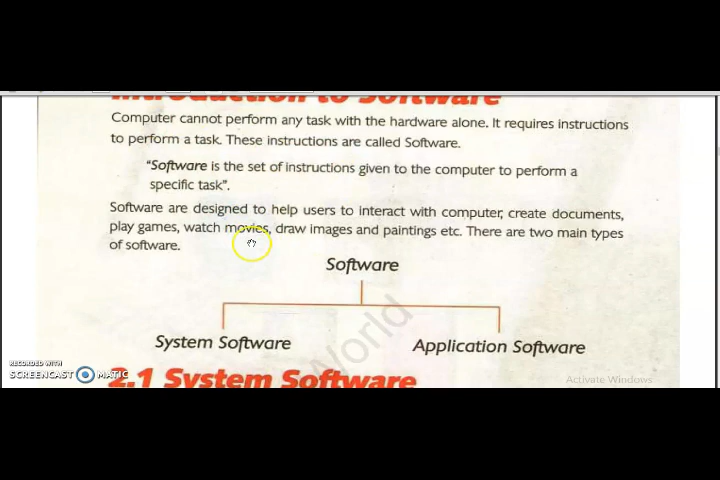 Introduction to Software
Computer cannot perform any task with the hardware alone. It requires instructions
to perform a task. These instructions are called Software.
"Software is the set of instructions given to the computer to perform a
specific task".
Software are designed to help users to interact with computer, create documents,
play games, watch movies, draw images and paintings etc. There are two main types
of software.
Software
System Software
Application Software
World
RECORDED WITH
SCREENCAST MATIC
2.1 System Software
Activate Windows